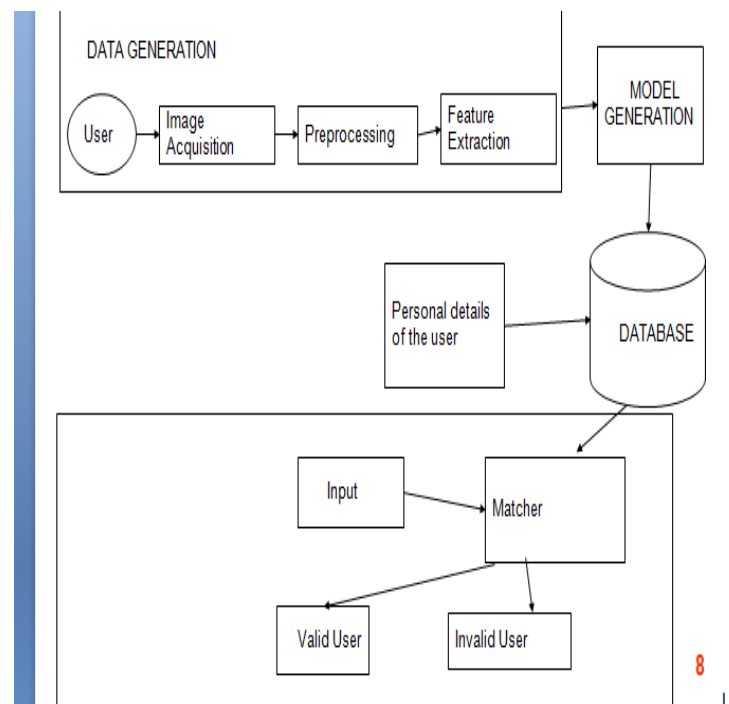 DATA GENERATION
User
Image
Acquisition
Preprocessing
Feature
Extraction
MODEL
GENERATION
Personal details
of the user
DATABASE
Input
Matcher
Valid User
Invalid User
8